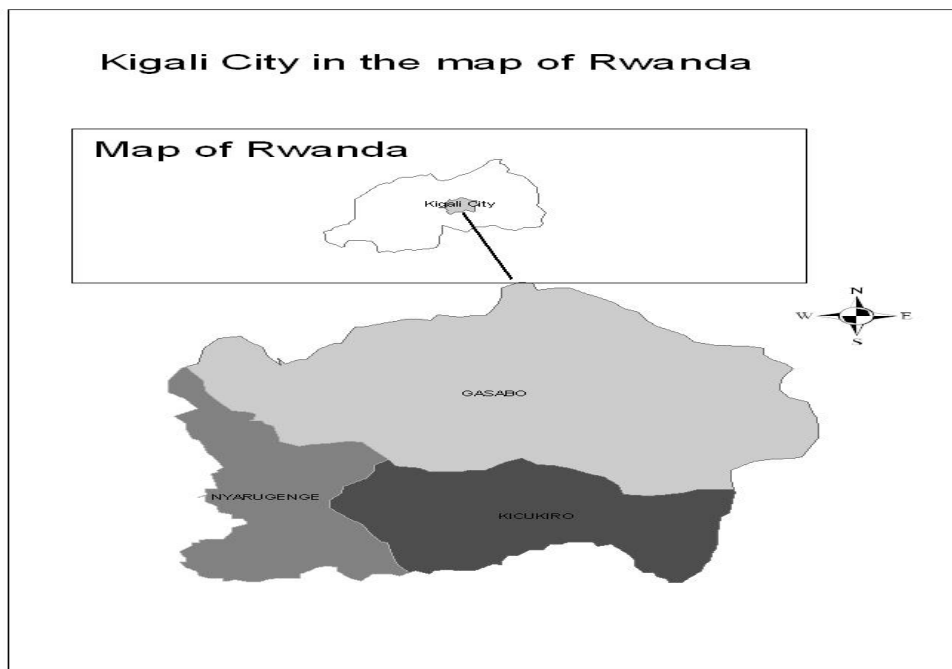 Kigali City in the map of Rwanda
Map of Rwanda
Kigali City
N
W E
S
GASABO
NYARUGENGE
KICUKIRO